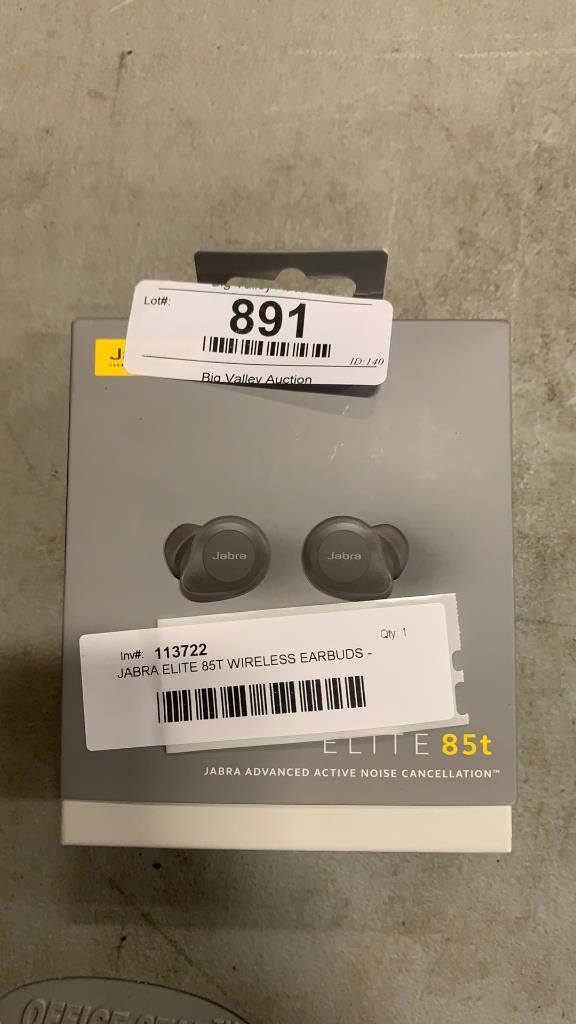 Lot#:
891
ID:140
Big Valley Auction
Jabra
Jabra
Inv#: 113722
Qty: 1
JABRA ELITE 85T WIRELESS EARBUDS -
ELITE 85t
JABRA ADVANCED ACTIVE NOISE CANCELLATION™
OFFICE